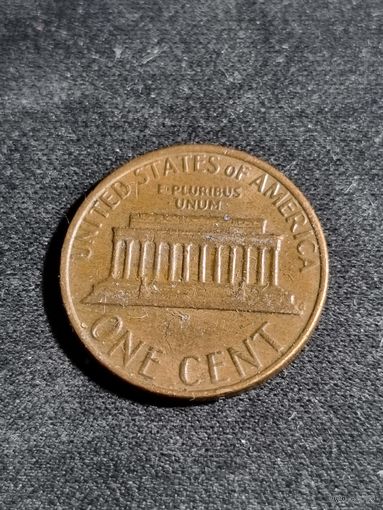 UNITED STATES OF AMERICA
E·PLURIBUS
UNUM
ONE CENT